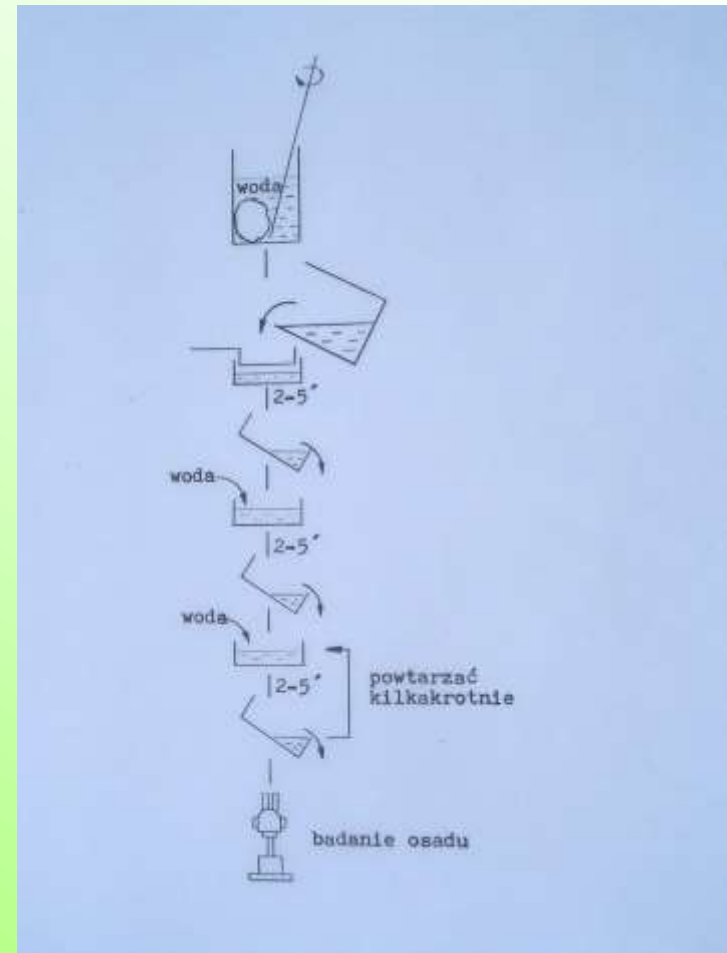 woda
2-5'
woda
2-5'
woda
2-5'
powtarzać
kilkakrotnie
badanie osadu